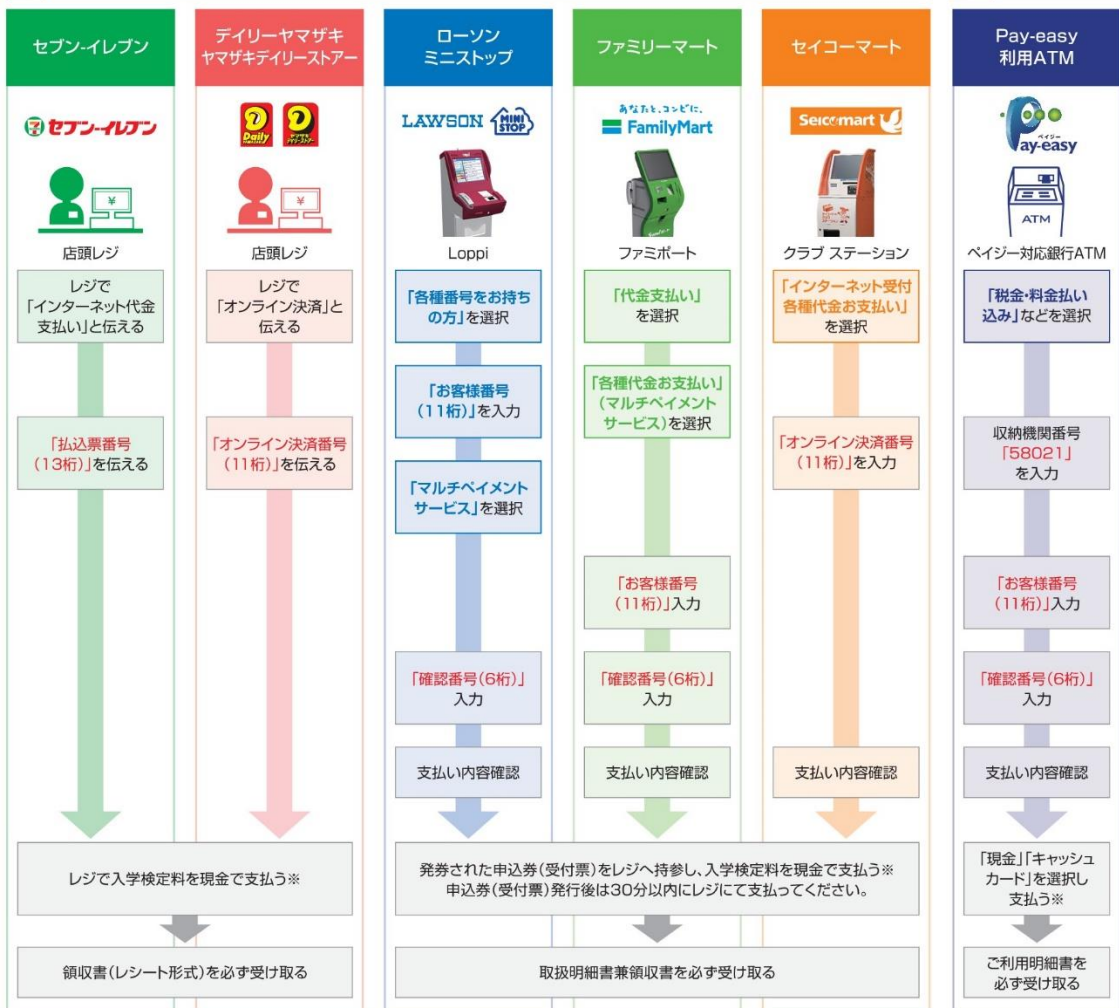 セブン-イレブン
セブン-イレブン
¥
店頭レジ
レジで
「インターネット代金
支払い」と伝える
「払込票番号
(13桁)」を伝える
デイリーヤマザキ
ヤマザキデイリーストアー
Daily
¥
店頭レジ
レジで
「オンライン決済」と
伝える
「オンライン決済番号
(11桁)」を伝える
レジで入学検定料を現金で支払う※
領収書(レシート形式)を必ず受け取る
ローソン
ミニストップ
LAWSON
MINI
STOP
Loppi
「各種番号をお持ち
の方」を選択
「お客様番号
(11桁)」を入力
「マルチペイメント
サービス」を選択
「確認番号(6桁)」
入力
支払い内容確認
ファミリーマート
あなたと、コンビに、
FamilyMart
ファミポート
「代金支払い」
を選択
「各種代金お支払い」
(マルチペイメント
サービス)を選択
「お客様番号
(11桁)」入力
「確認番号(6桁)」
入力
支払い内容確認
セイコーマート
Seicomart
クラブ ステーション
「インターネット受付
各種代金お支払い」
を選択
「オンライン決済番号
(11桁)」を入力
支払い内容確認
発券された申込券(受付票)をレジへ持参し、入学検定料を現金で支払う※
申込券(受付票)発行後は30分以内にレジにて支払ってください。
取扱明細書兼領収書を必ず受け取る
Pay-easy
利用ATM
ペイジー
Pay-easy
ATM
ペイジー対応銀行ATM
「税金・料金払い
込み」などを選択
収納機関番号
「58021」
を入力
「お客様番号
(11桁)」入力
「確認番号(6桁)」
入力
支払い内容確認
「現金」「キャッシュ
カード」を選択し
支払う※
ご利用明細書を
必ず受け取る